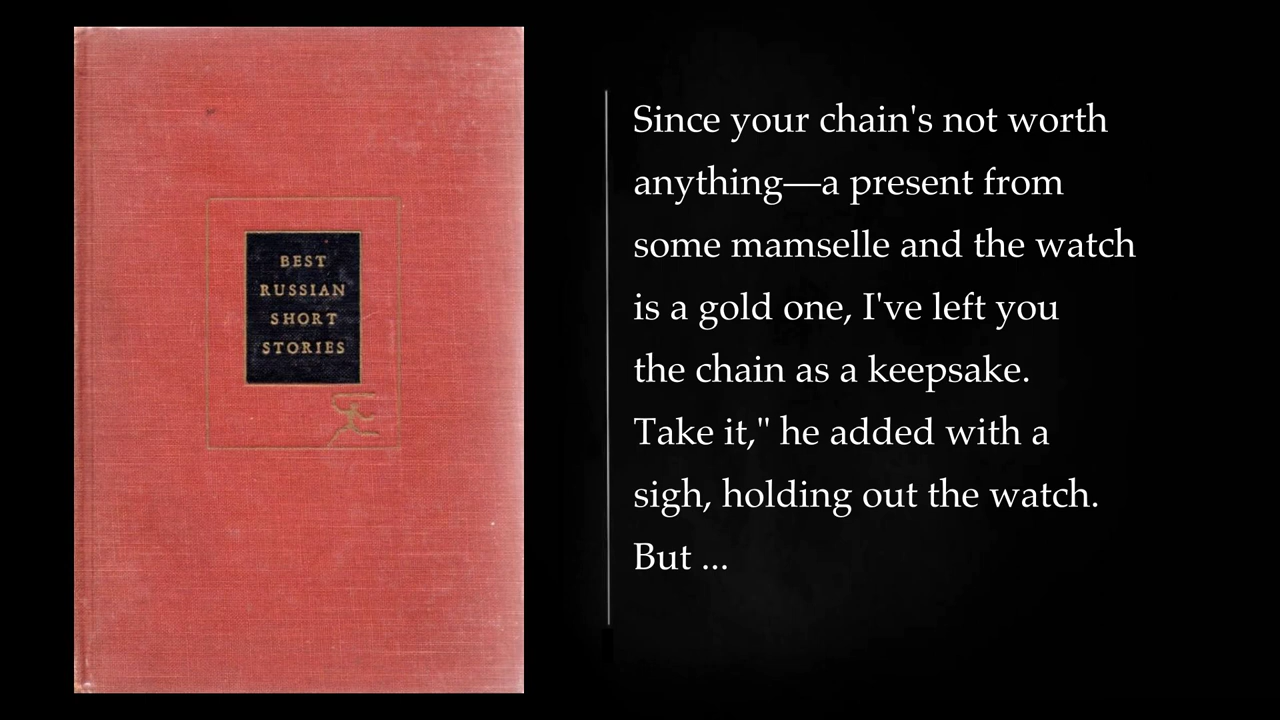 BEST
RUSSIAN
SHORT
STORIES
Since your chain's not worth
anything—a present from
some mamselle and the watch
is a gold one, I've left you
the chain as a keepsake.
Take it," he added with a
sigh, holding out the watch.
But ...